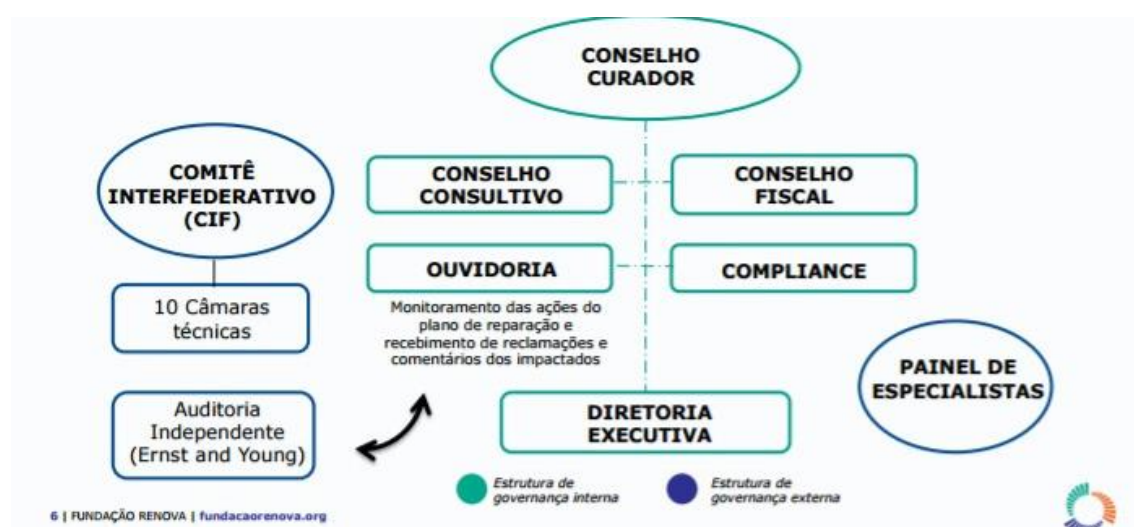 CONSELHO
CURADOR
COMITÊ
INTERFEDERATIVO
(CIF)
CONSELHO
CONSULTIVO
CONSELHO
FISCAL
OUVIDORIA
COMPLIANCE
10 Câmaras
técnicas
Monitoramento das ações do
plano de reparação e
recebimento de reclamações e
comentários dos impactados
PAINEL DE
ESPECIALISTAS
Auditoria
Independente
(Ernst and Young)
DIRETORIA
EXECUTIVA
Estrutura de
governança interna
Estrutura de
governança externa
6 | FUNDAÇÃO RENOVA | fundacaorenova.org